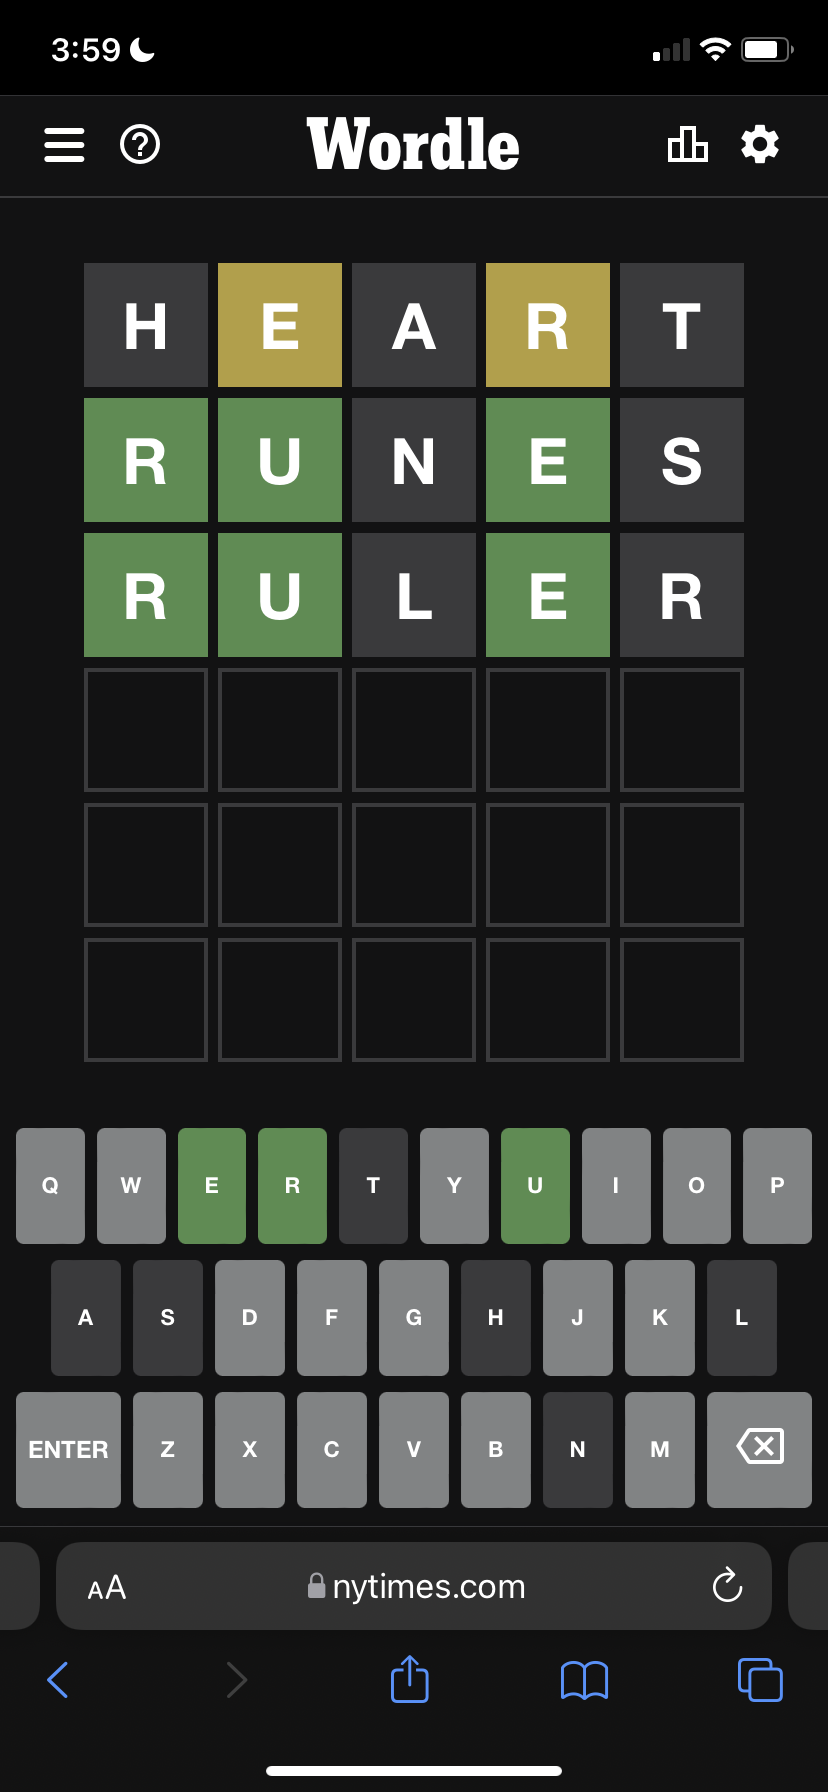 3:59
Wordle
H E A R T
R U N E S
R U L E R
Q W E R T Y U I O P
A S D F G H J K L
ENTER Z X C V B N M
AA nytimes.com